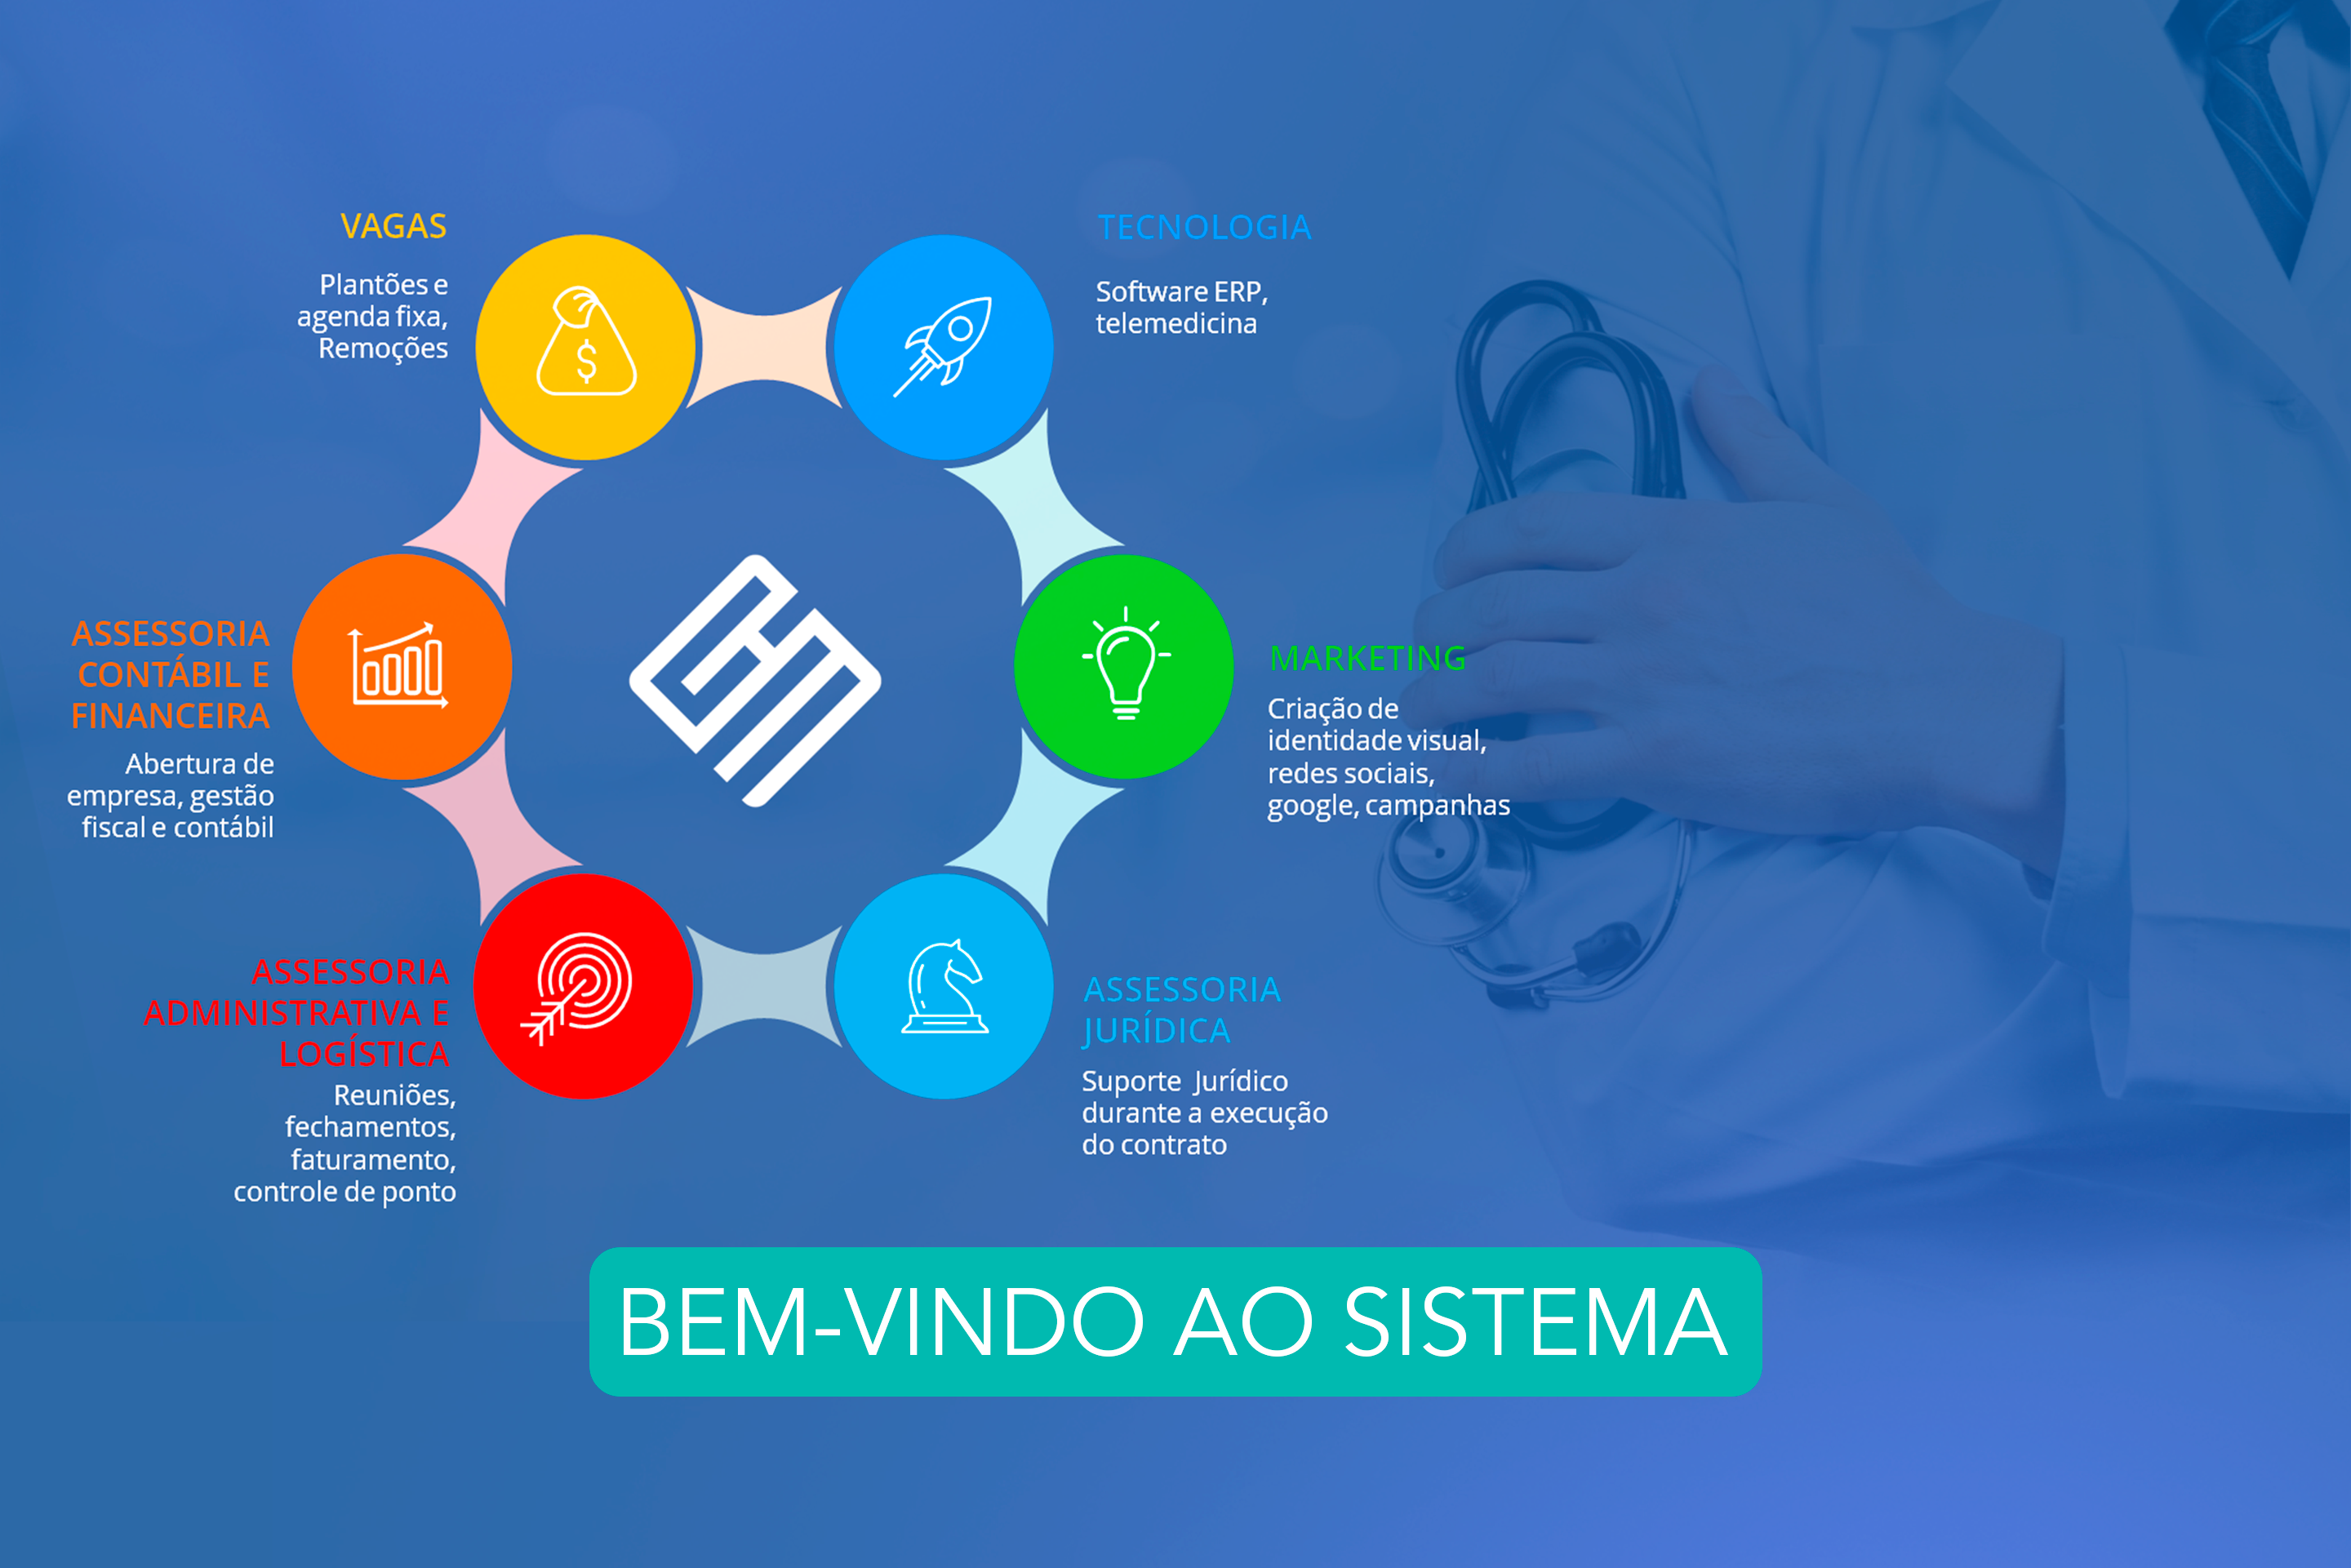 VAGAS
Plantões e
agenda fixa,
Remoções
TECNOLOGIA
Software ERP,
telemedicina
ASSESSORIA
CONTÁBIL E
FINANCEIRA
Abertura de
empresa, gestão
fiscal e contábil
MARKETING
Criação de
identidade visual,
redes sociais,
google, campanhas
ASSESSORIA
ADMINISTRATIVA E
LOGÍSTICA
Reuniões,
fechamentos,
faturamento,
controle de ponto
ASSESSORIA
JURÍDICA
Suporte Jurídico
durante a execução
do contrato
$
BEM-VINDO AO SISTEMA